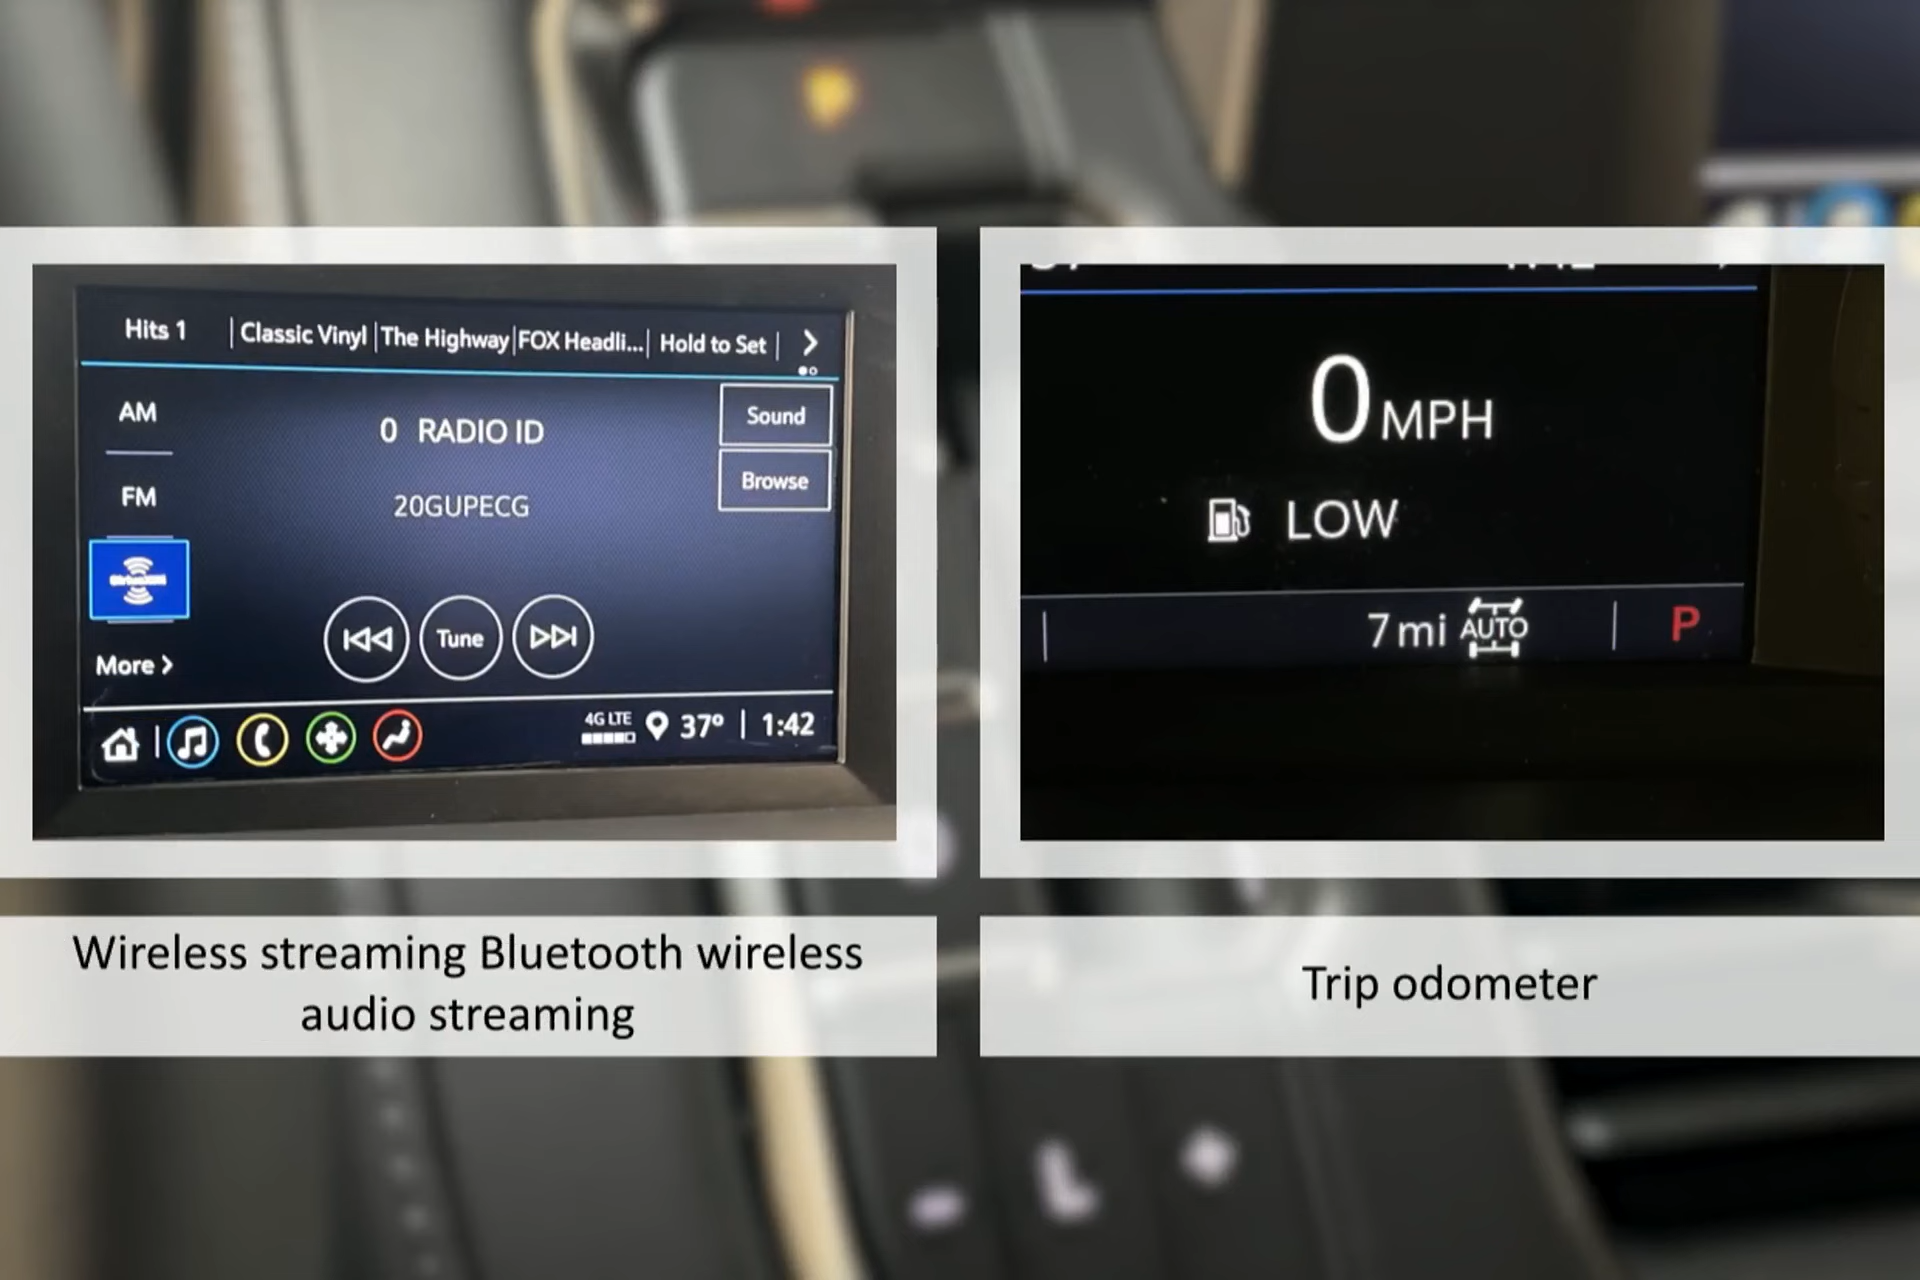 Hits 1 | Classic Vinyl | The Highway | FOX Headli... | Hold to Set |
AM
0 RADIO ID
Sound
FM
20GUPECG
Browse
SiriusXM
Tune
More >
4G LTE
37° | 1:42
0 MPH
LOW
7 mi AUTO | P
Wireless streaming Bluetooth wireless
audio streaming
Trip odometer